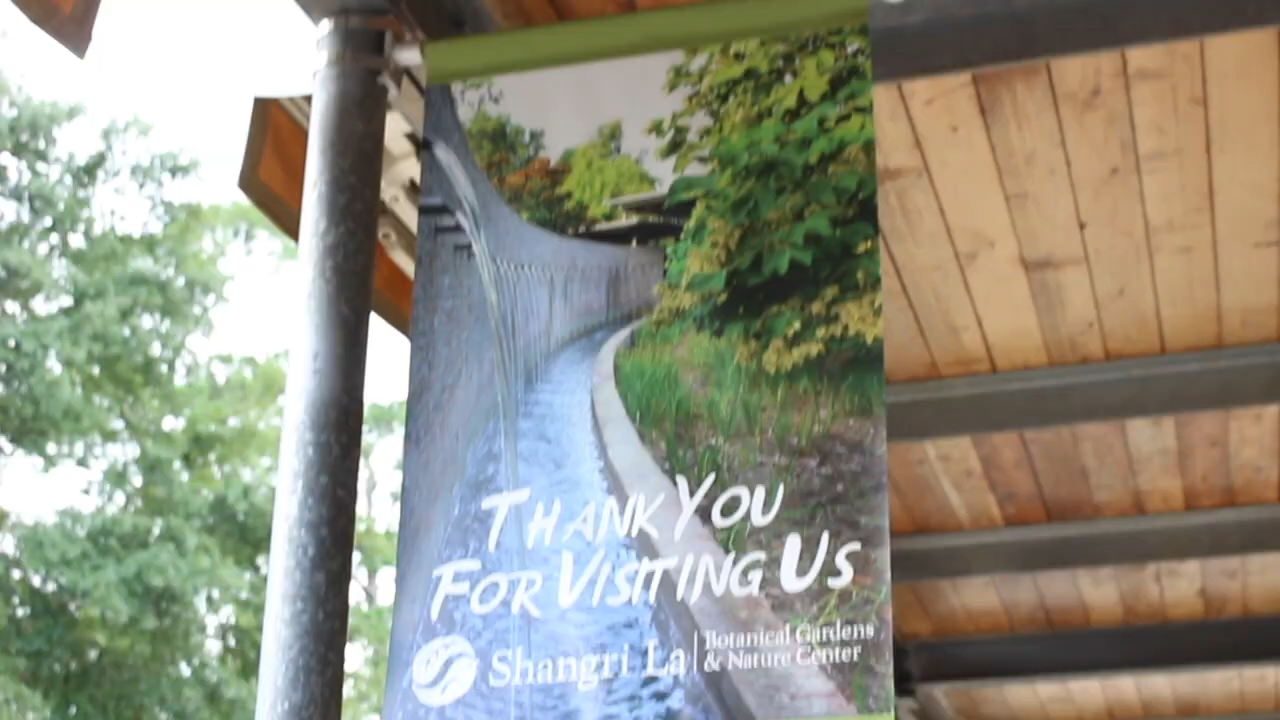 THANK YOU
FOR VISITING US
Shangri La
Botanical Gardens
& Nature Center